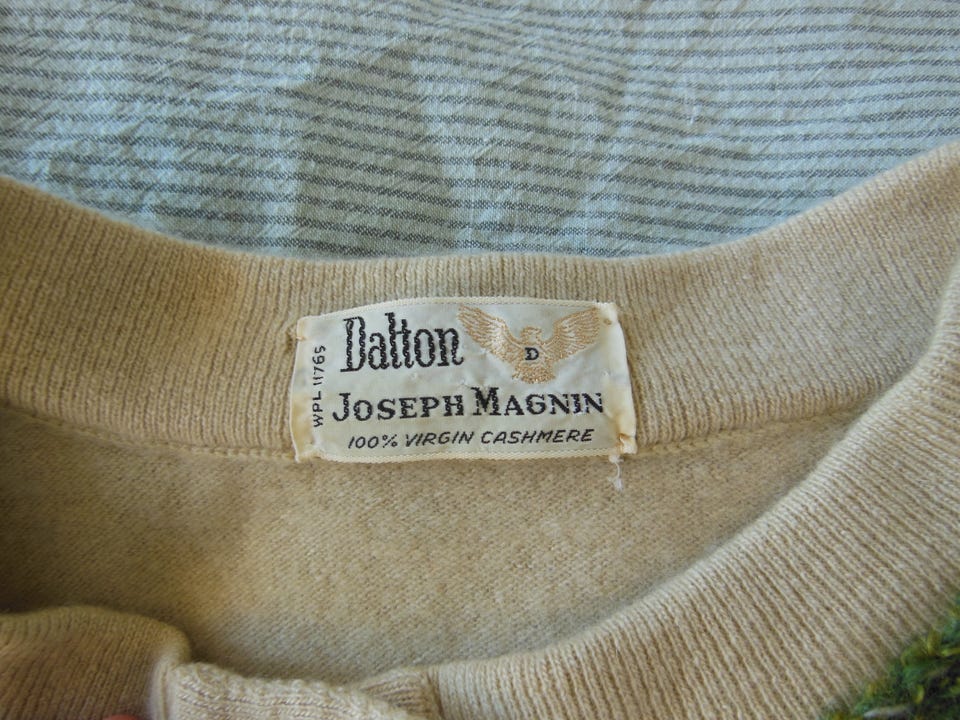 Dalton
D
JOSEPH MAGNIN
100% VIRGIN CASHMERE
WPL 11765